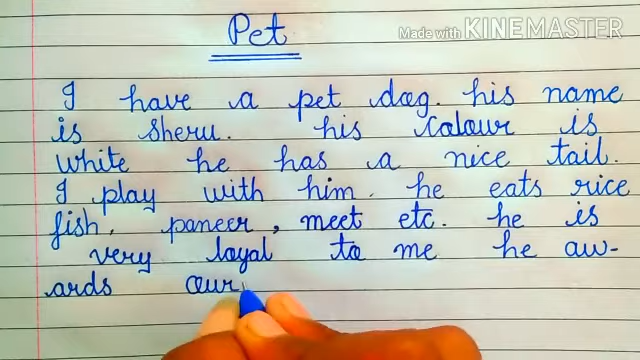 Pet
Made with KINEMASTER
I have a pet dog. his name
is sheru. his colour is
white he has a nice tail.
I play with him. he eats rice
fish, paneer, meet etc. he is
very loyal to me he aw-
ards our